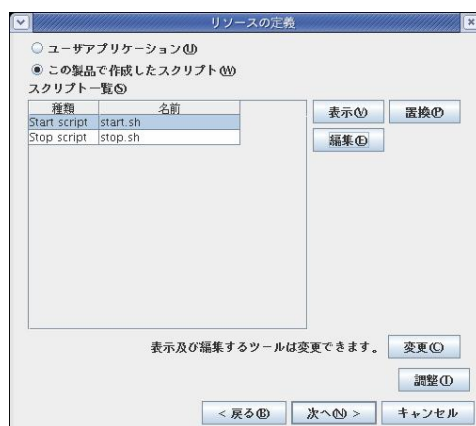 リソースの定義
ユーザアプリケーション(U)
この製品で作成したスクリプト(W)
スクリプト一覧(S)
種類 名前
Start script start.sh
Stop script stop.sh
表示(V) 置換(P)
編集(E)
表示及び編集するツールは変更できます。 変更(C)
調整(T)
< 戻る(B) 次へ(N) > キャンセル